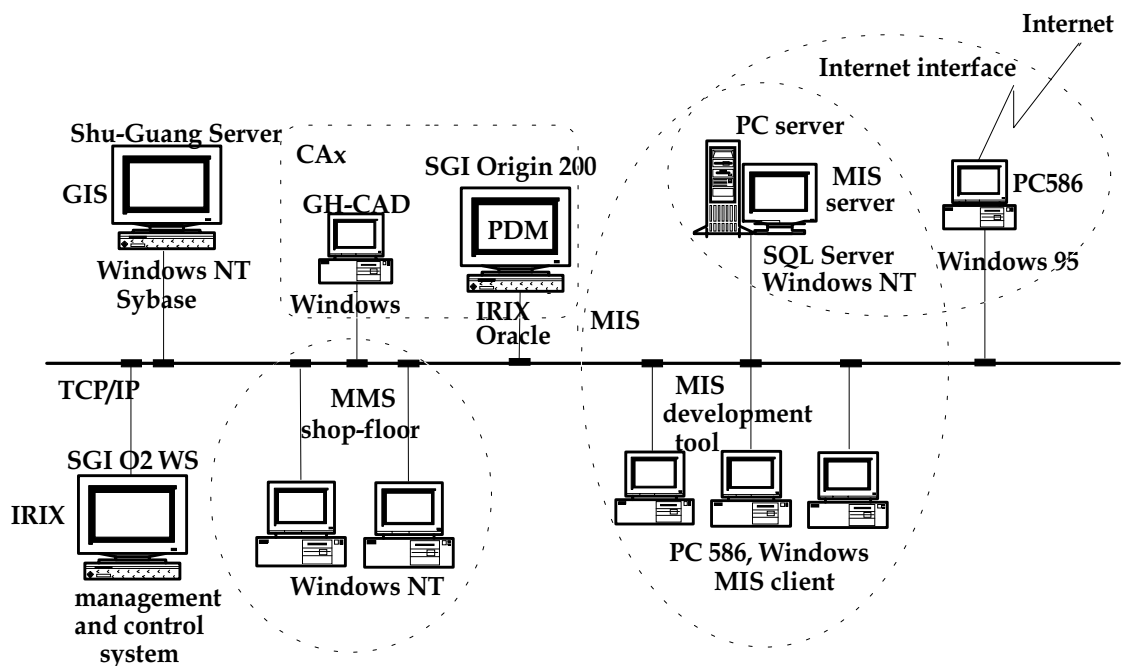 Internet
Internet interface
Shu-Guang Server
GIS
Windows NT
Sybase
CAx
GH-CAD
Windows
SGI Origin 200
PDM
IRIX
Oracle
MIS
PC server
MIS
server
SQL Server
Windows NT
PC586
Windows 95
TCP/IP
SGI O2 WS
IRIX
management
and control
system
MMS
shop-floor
Windows NT
MIS
development
tool
PC 586, Windows
MIS client